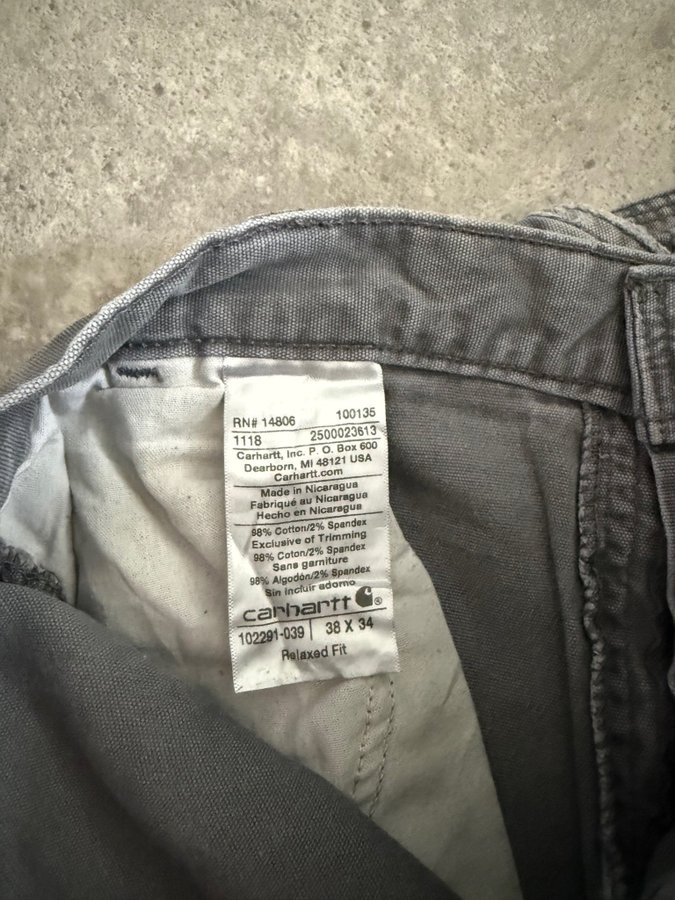 RN# 14806 100135
1118 2500023613
Carhartt, Inc. P. O. Box 600
Dearborn, MI 48121 USA
Carhartt.com
Made in Nicaragua
Fabriqué au Nicaragua
Hecho en Nicaragua
98% Cotton/2% Spandex
Exclusive of Trimming
98% Coton/2% Spandex
Sans garniture
98% Algodón/2% Spandex
Sin incluir adorno
carhartt ®
102291-039 | 38 X 34
Relaxed Fit